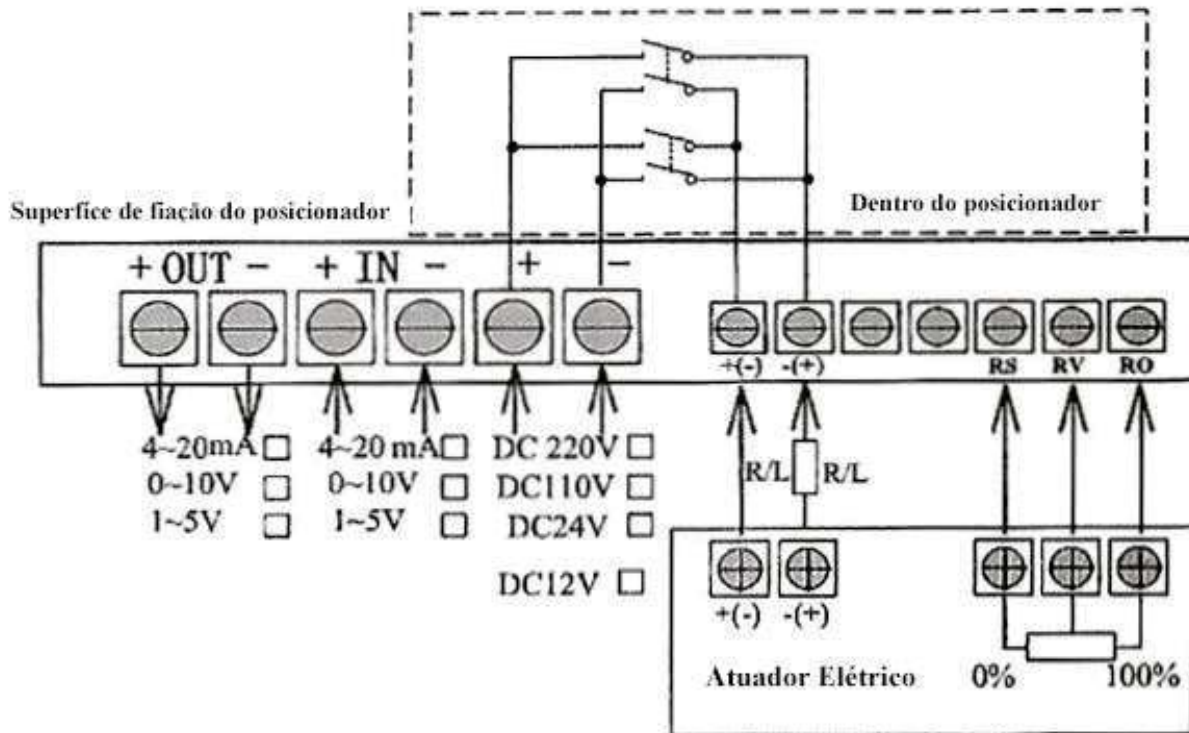 Superfíce de fiação do posicionador
Dentro do posicionador
+ OUT - + IN - + -
+(-) -(+) RS RV RO
4~20mA 4~20 mA DC 220V
0~10V 0~10V DC110V
1~5V 1~5V DC24V
DC12V
R/L R/L
+(-) -(+)
Atuador Elétrico 0% 100%